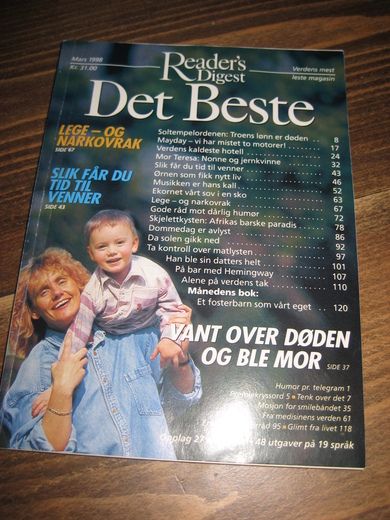 Mars 1998
Kr. 31.00
Reader's
Digest
Verdens mest
leste magasin
Det Beste
LEGE – OG
NARKOVRAK
SIDE 67
SLIK FÅR DU
TID TIL
VENNER
SIDE 43
Soltempelordenen: Troens lønn er døden .. 8
Mayday – vi har mistet to motorer! ... 17
Verdens kaldeste hotell ... 24
Mor Teresa: Nonne og jernkvinne ... 32
Slik får du tid til venner ... 43
Ørnen som fikk nytt liv ... 46
Musikken er hans kall ... 52
Ekornet vårt sov i en sko ... 63
Lege – og narkovrak ... 67
Gode råd mot dårlig humør ... 72
Skjelettkysten: Afrikas barske paradis ... 78
Dommedag er avlyst ... 86
Da solen gikk ned ... 92
Ta kontroll over matlysten ... 97
Han ble sin datters helt ... 101
På bar med Hemingway ... 107
Alene på verdens tak ... 110
Månedens bok:
Et fosterbarn som vårt eget .. 120
VANT OVER DØDEN
OG BLE MOR SIDE 37
Humor pr. telegram 1
5 • Tenk over det 7
Mosjon for smilebåndet 35
Fra medisinens verden 61
95 • Glimt fra livet 118
Opplag 27
48 utgaver på 19 språk